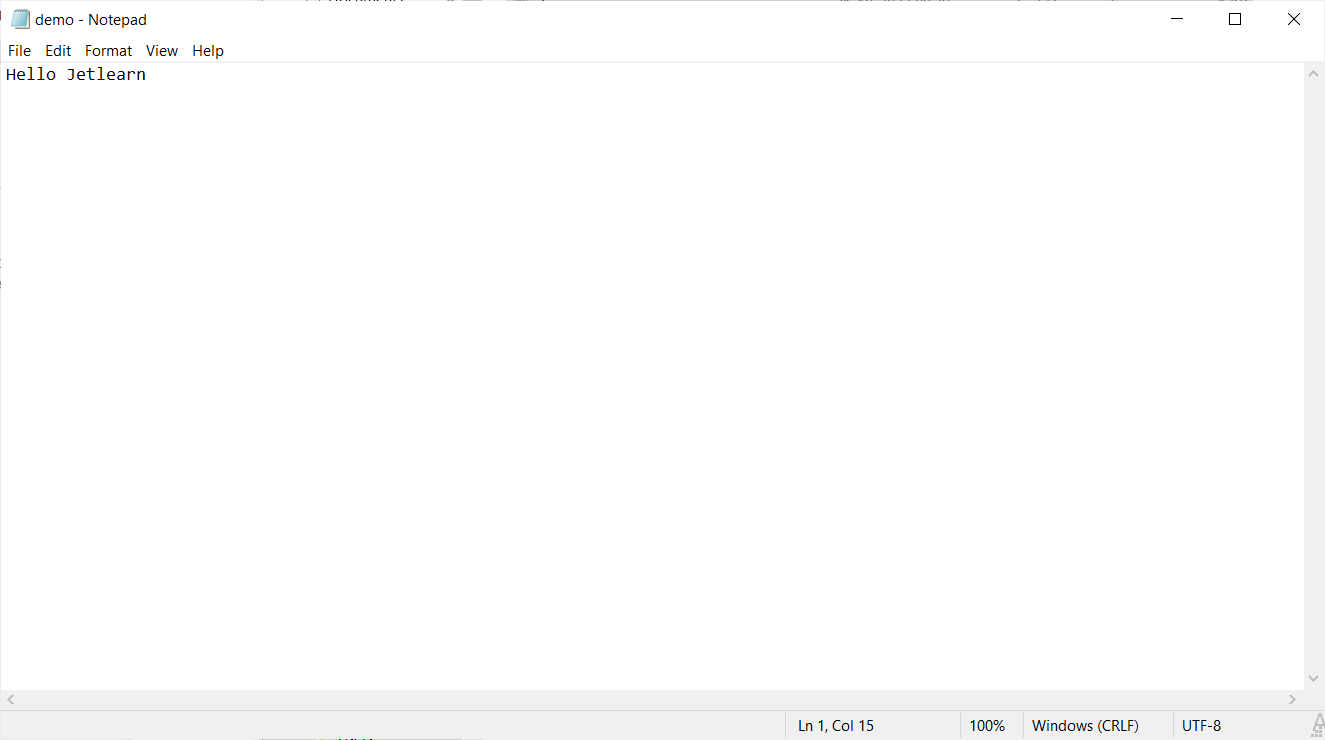 demo - Notepad
File Edit Format View Help
Hello Jetlearn
Ln 1, Col 15 100% Windows (CRLF) UTF-8